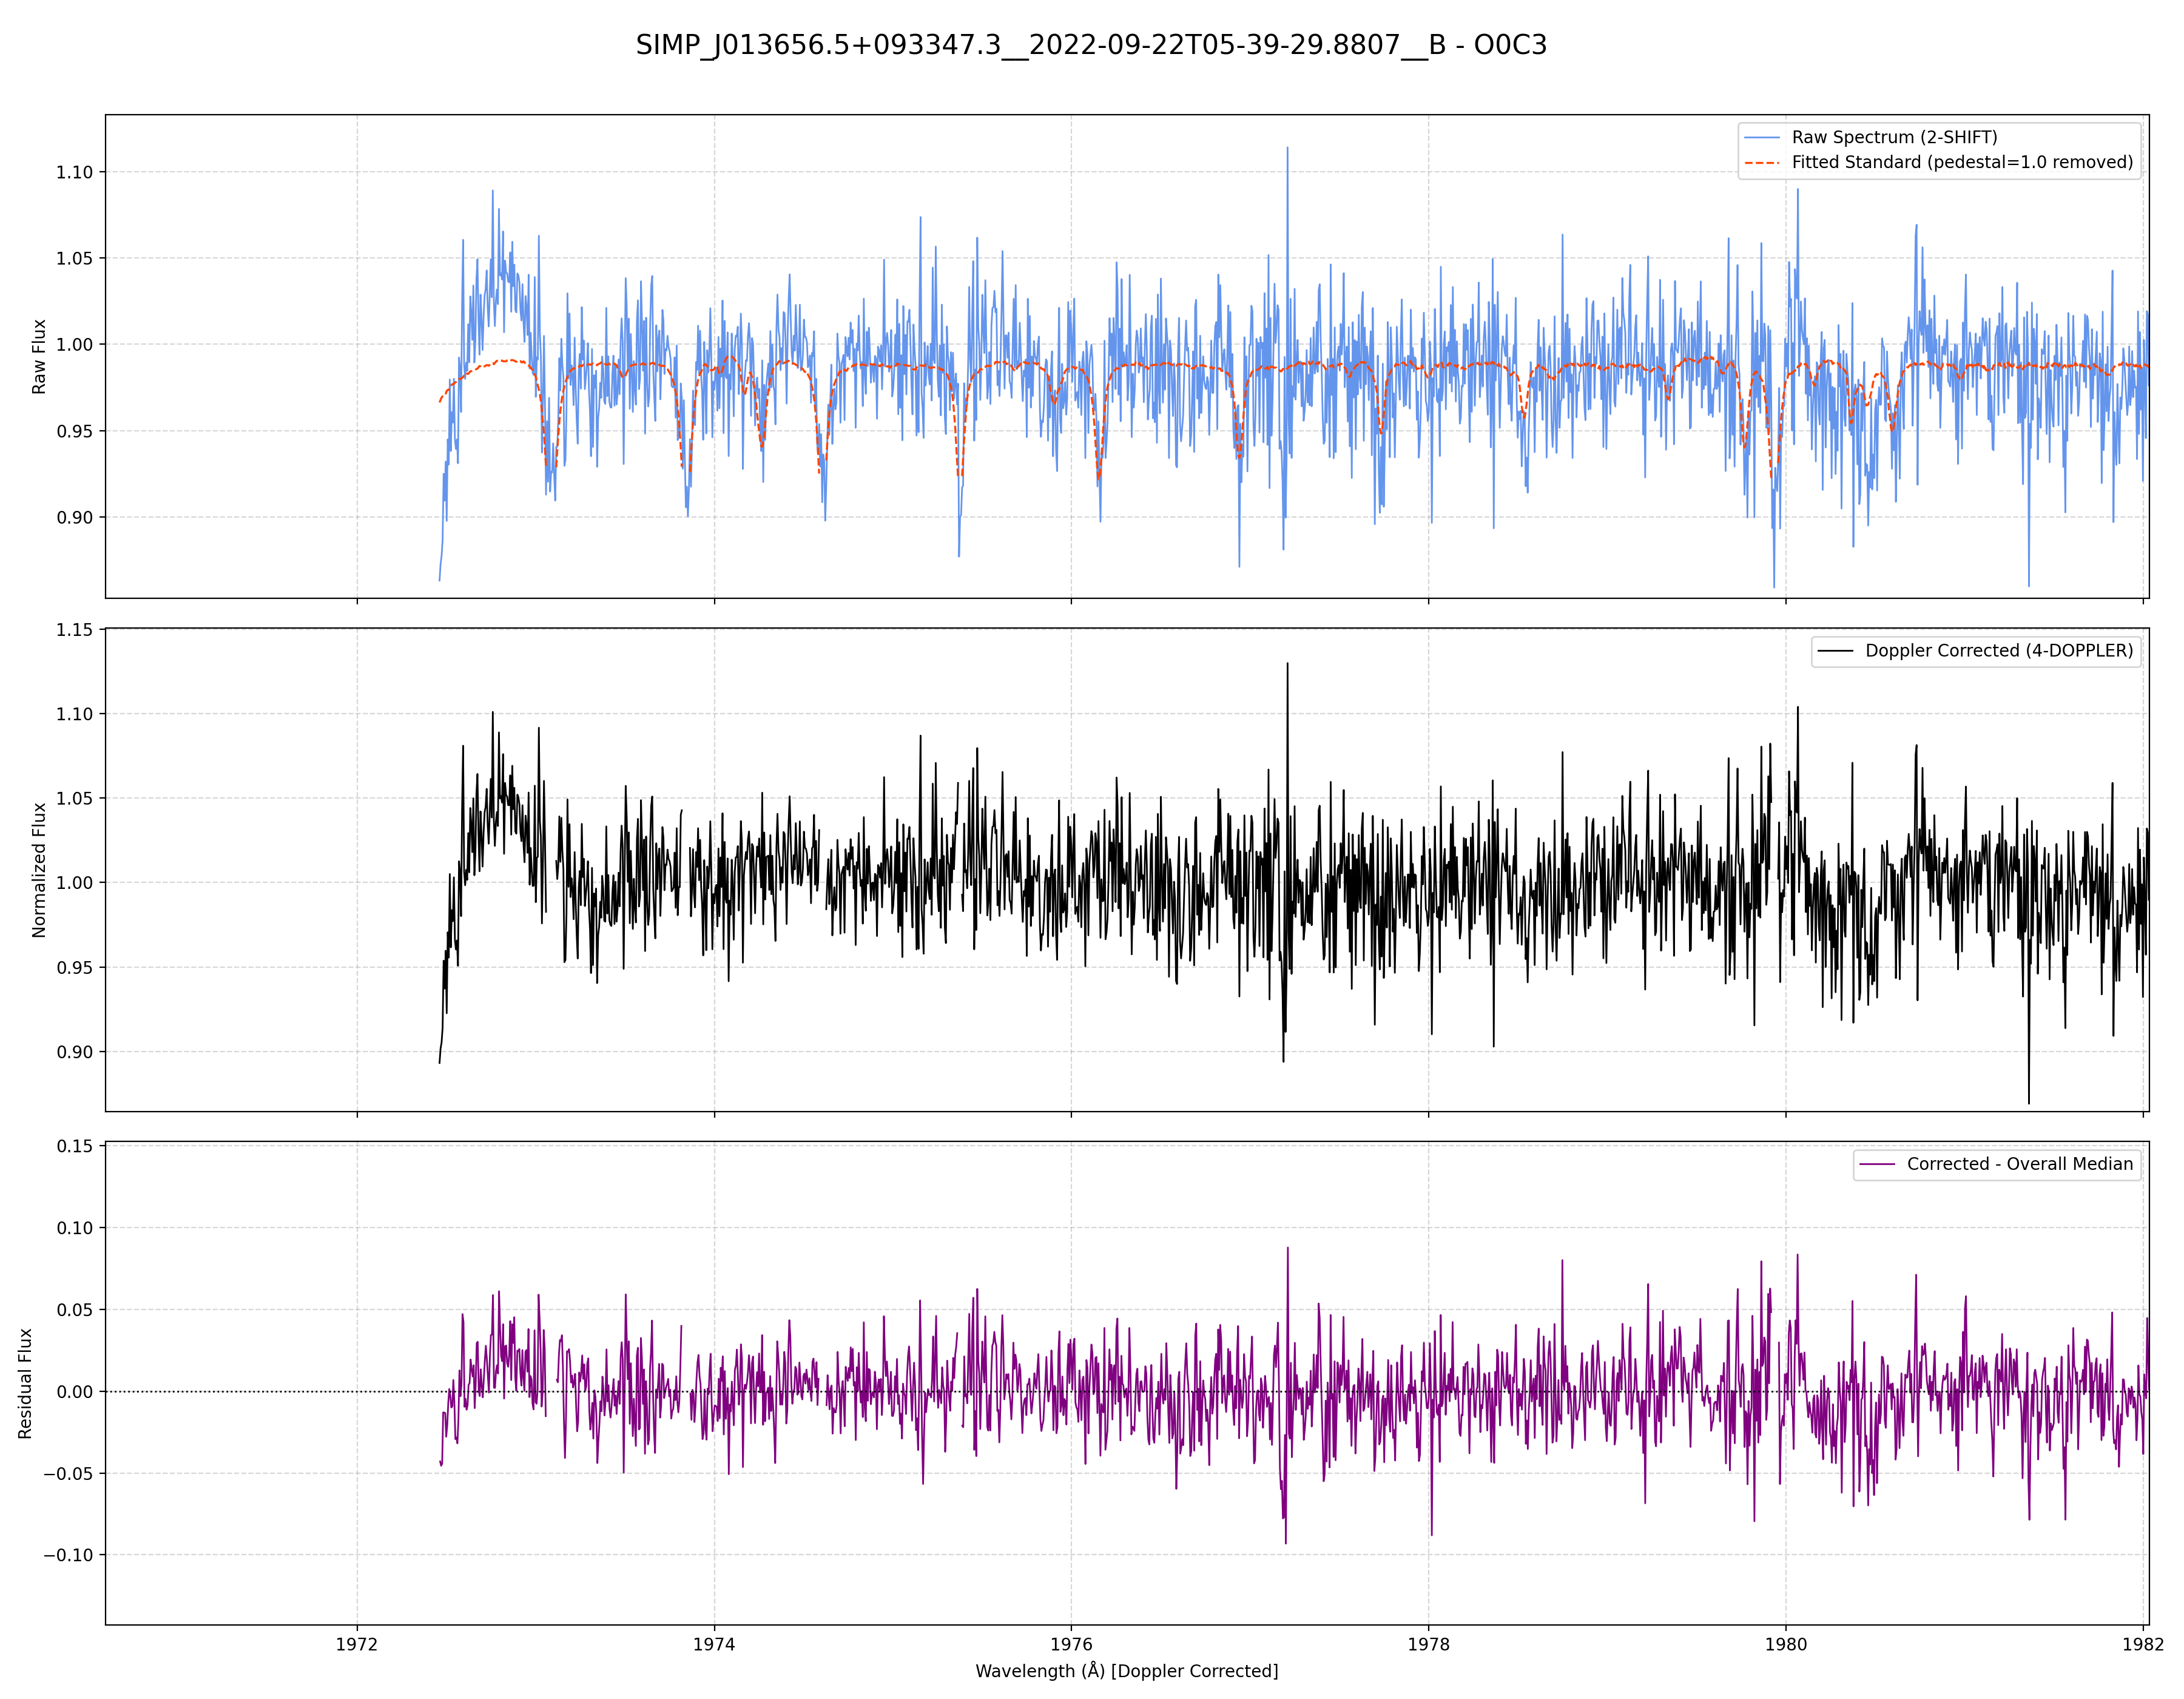 SIMP_J013656.5+093347.3__2022-09-22T05-39-29.8807__B - O0C3
Raw Spectrum (2-SHIFT)
Fitted Standard (pedestal=1.0 removed)
Raw Flux
1.10
1.05
1.00
0.95
0.90
Doppler Corrected (4-DOPPLER)
Normalized Flux
1.15
1.10
1.05
1.00
0.95
0.90
Corrected - Overall Median
Residual Flux
0.15
0.10
0.05
0.00
−0.05
−0.10
1972 1974 1976 1978 1980 1982
Wavelength (Å) [Doppler Corrected]